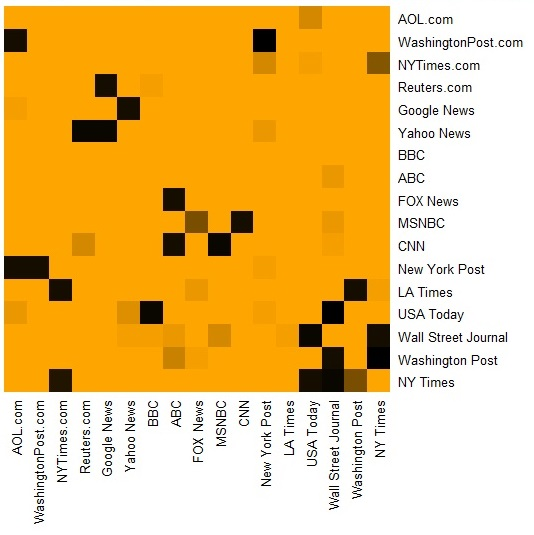 AOL.com
WashingtonPost.com
NYTimes.com
Reuters.com
Google News
Yahoo News
BBC
ABC
FOX News
MSNBC
CNN
New York Post
LA Times
USA Today
Wall Street Journal
Washington Post
NY Times
AOL.com
WashingtonPost.com
NYTimes.com
Reuters.com
Google News
Yahoo News
BBC
ABC
FOX News
MSNBC
CNN
New York Post
LA Times
USA Today
Wall Street Journal
Washington Post
NY Times